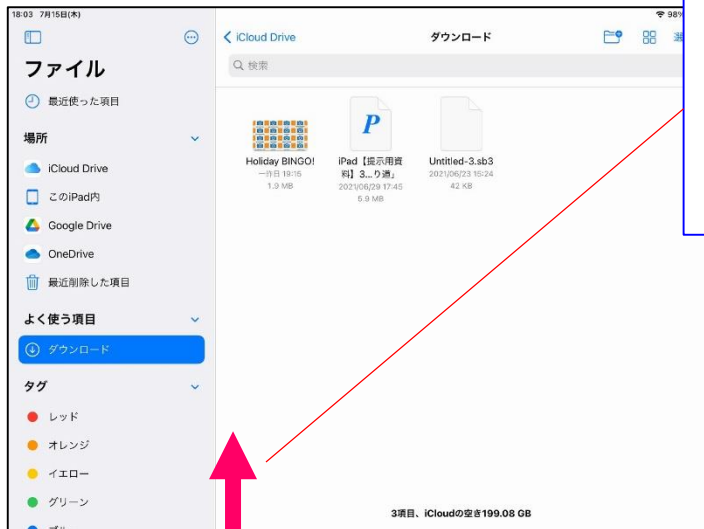 18:03 7月15日(木)
98%
ファイル
最近使った項目
場所
iCloud Drive
このiPad内
Google Drive
OneDrive
最近削除した項目
よく使う項目
ダウンロード
タグ
レッド
オレンジ
イエロー
グリーン
iCloud Drive
ダウンロード
検索
Holiday BINGO!
一昨日 19:15
1.9 MB
iPad【提示用資
料】3...り道」
2021/06/29 17:45
5.9 MB
Untitled-3.sb3
2021/06/23 15:24
42 KB
3項目、iCloudの空き199.08 GB